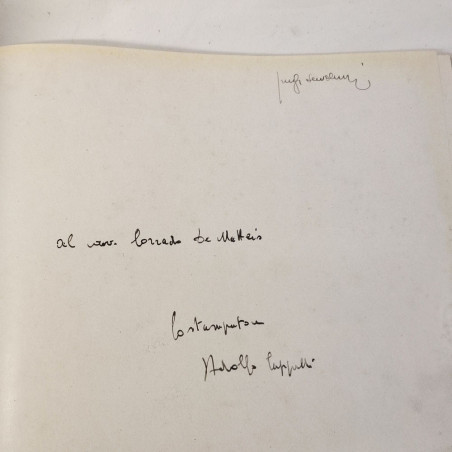 al cav. Corrado De Matteis
Lo stampatore
Adolfo Cappelli